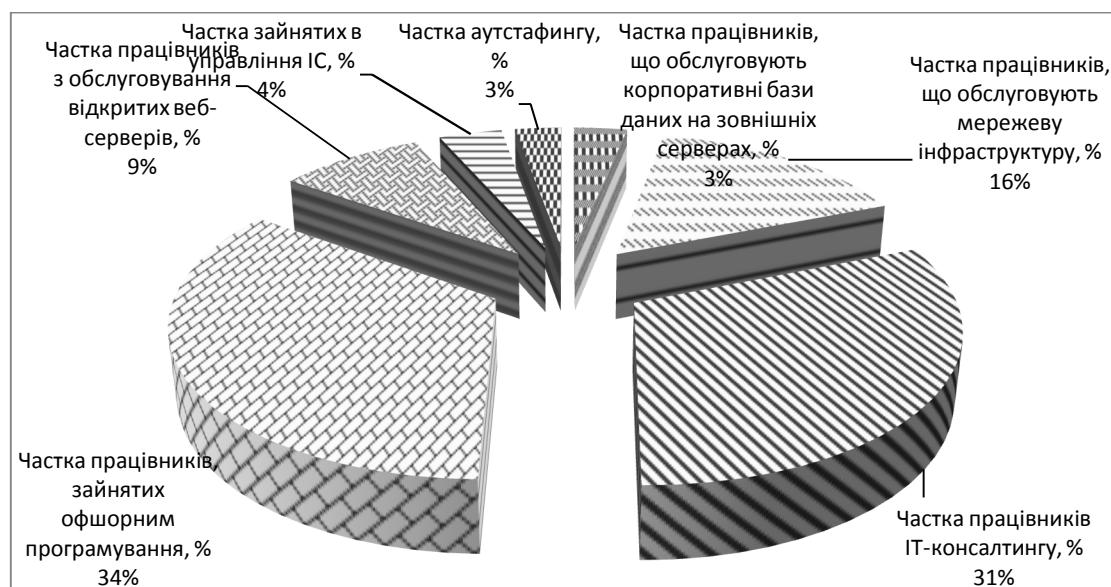 Частка працівників
з обслуговування
відкритих веб-
серверів, %
9%
Частка зайнятих в
управління ІС, %
4%
Частка аутстафингу,
%
3%
Частка працівників,
що обслуговують
корпоративні бази
даних на зовнішніх
серверах, %
3%
Частка працівників,
що обслуговують
мережеву
інфраструктуру, %
16%
Частка працівників,
зайнятих
офшорним
програмування, %
34%
Частка працівників
ІТ-консалтингу, %
31%